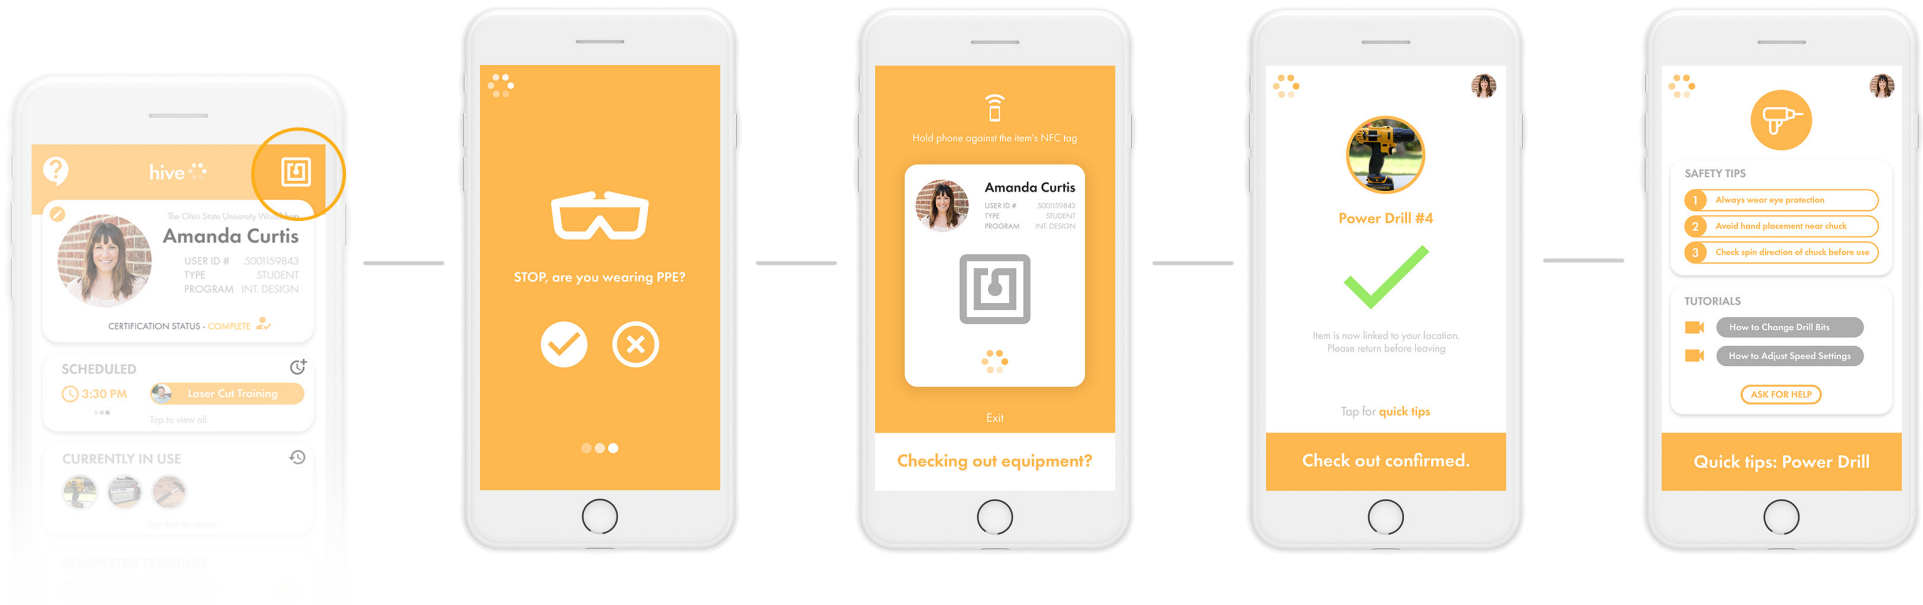 hive
The Ohio State University Woodshop
Amanda Curtis
USER ID # 5001159843
TYPE STUDENT
PROGRAM INT. DESIGN
CERTIFICATION STATUS - COMPLETE
SCHEDULED
3:30 PM Laser Cut Training
Tap to view all
CURRENTLY IN USE
COMPLETED TRAININGS
STOP, are you wearing PPE?
Hold phone against the item's NFC tag
Amanda Curtis
USER ID # 5001159843
TYPE STUDENT
PROGRAM INT. DESIGN
Exit
Checking out equipment?
Power Drill #4
Item is now linked to your location.
Please return before leaving
Tap for quick tips
Check out confirmed.
SAFETY TIPS
1 Always wear eye protection
2 Avoid hand placement near chuck
3 Check spin direction of chuck before use
TUTORIALS
How to Change Drill Bits
How to Adjust Speed Settings
ASK FOR HELP
Quick tips: Power Drill